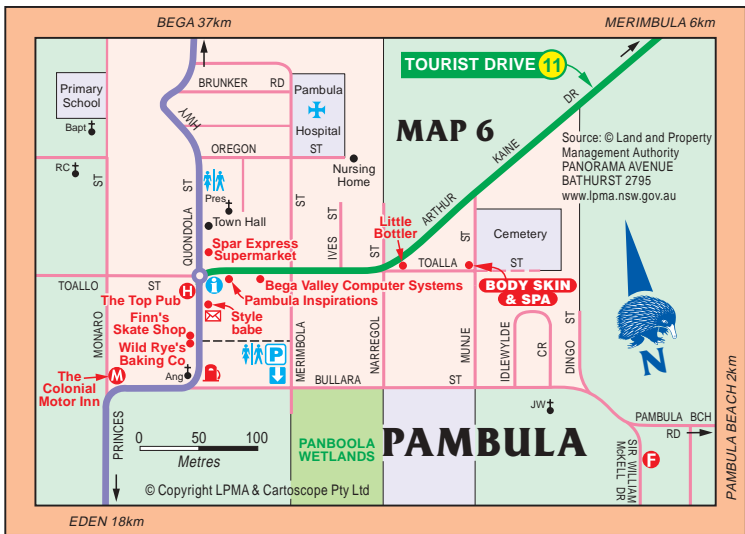 BEGA 37km
MERIMBULA 6km
TOURIST DRIVE 11
BRUNKER RD
Primary
School
Pambula
Hospital
HWY
DR
Bapt
MAP 6
Source: © Land and Property
Management Authority
PANORAMA AVENUE
BATHURST 2795
www.lpma.nsw.gov.au
OREGON ST
KAINE
RC
ST
Nursing
Home
ST
Pres
ST
ARTHUR
Town Hall
QUONDOLA
IVES
ST
Little
Bottler
ST
Cemetery
Spar Express
Supermarket
TOALLA ST
TOALLO ST
H
i
Bega Valley Computer Systems
BODY SKIN
& SPA
The Top Pub
Pambula Inspirations
Finn's
Skate Shop
Style
babe
MONARO
Wild Rye's
Baking Co
MERIMBOLA
NARREGOL
MUNJE
IDLEWYLDE
CR
DINGO ST
N
P
The
Colonial
Motor Inn
M
Ang
BULLARA ST
JW
PAMBULA BCH
RD
PAMBULA BEACH 2km
PRINCES
0 50 100
Metres
PANBOOLA
WETLANDS
PAMBULA
SIR WILLIAM
McKELL DR
F
© Copyright LPMA & Cartoscope Pty Ltd
EDEN 18km